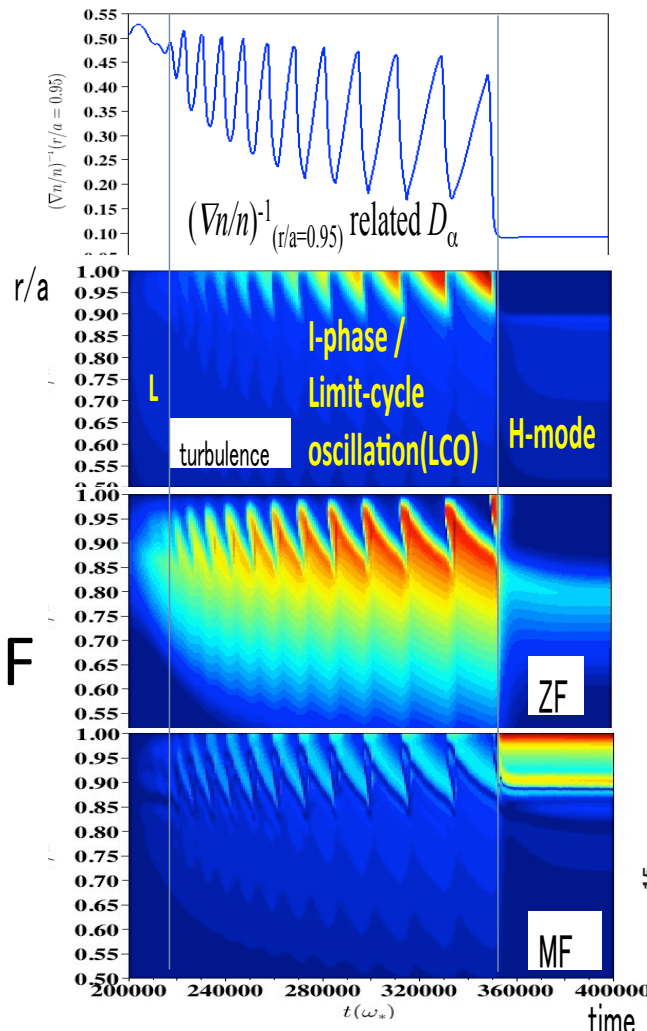 0.55
0.50
0.45
0.40
0.35
0.30
0.25
0.20
0.15
0.10
(∇n/n)⁻¹(r/a = 0.95)
(∇n/n)⁻¹(r/a=0.95) related Dα
r/a
1.00
0.95
0.90
0.85
0.80
0.75
0.70
0.65
0.60
0.55
0.50
L
turbulence
I-phase /
Limit-cycle
oscillation(LCO)
H-mode
F
1.00
0.95
0.90
0.85
0.80
0.75
0.70
0.65
0.60
0.55
ZF
1.00
0.95
0.90
0.85
0.80
0.75
0.70
0.65
0.60
0.55
0.50
MF
15
200000 240000 280000 320000 360000 400000
t(ω*)
time